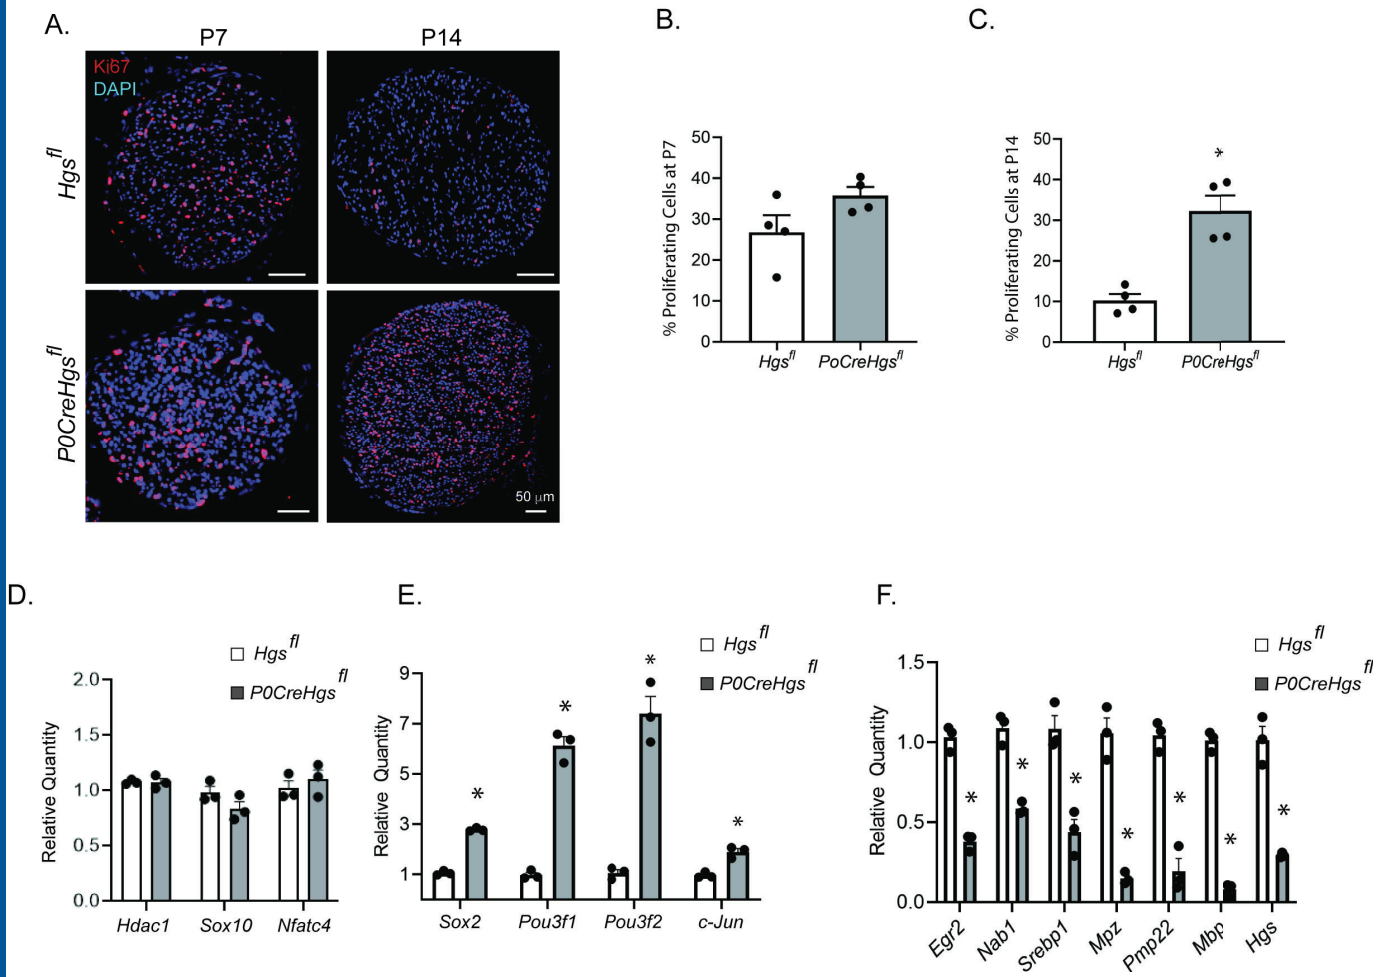 A.
P7
P14
Ki67
DAPI
Hgs fl
P0CreHgs fl
50 μm
B.
% Proliferating Cells at P7
50
40
30
20
10
0
Hgs fl
PoCreHgs fl
C.
% Proliferating Cells at P14
50
40
30
20
10
0
*
Hgs fl
P0CreHgs fl
D.
Hgs fl
P0CreHgs fl
Relative Quantity
2.0
1.5
1.0
0.5
0.0
Hdac1 Sox10 Nfatc4
E.
Hgs fl
P0CreHgs fl
Relative Quantity
9
7
5
3
1
* * * *
Sox2 Pou3f1 Pou3f2 c-Jun
F.
Hgs fl
P0CreHgs fl
Relative Quantity
1.5
1.0
0.5
0.0
* * * * * * *
Egr2 Nab1 Srebp1 Mpz Pmp22 Mbp Hgs